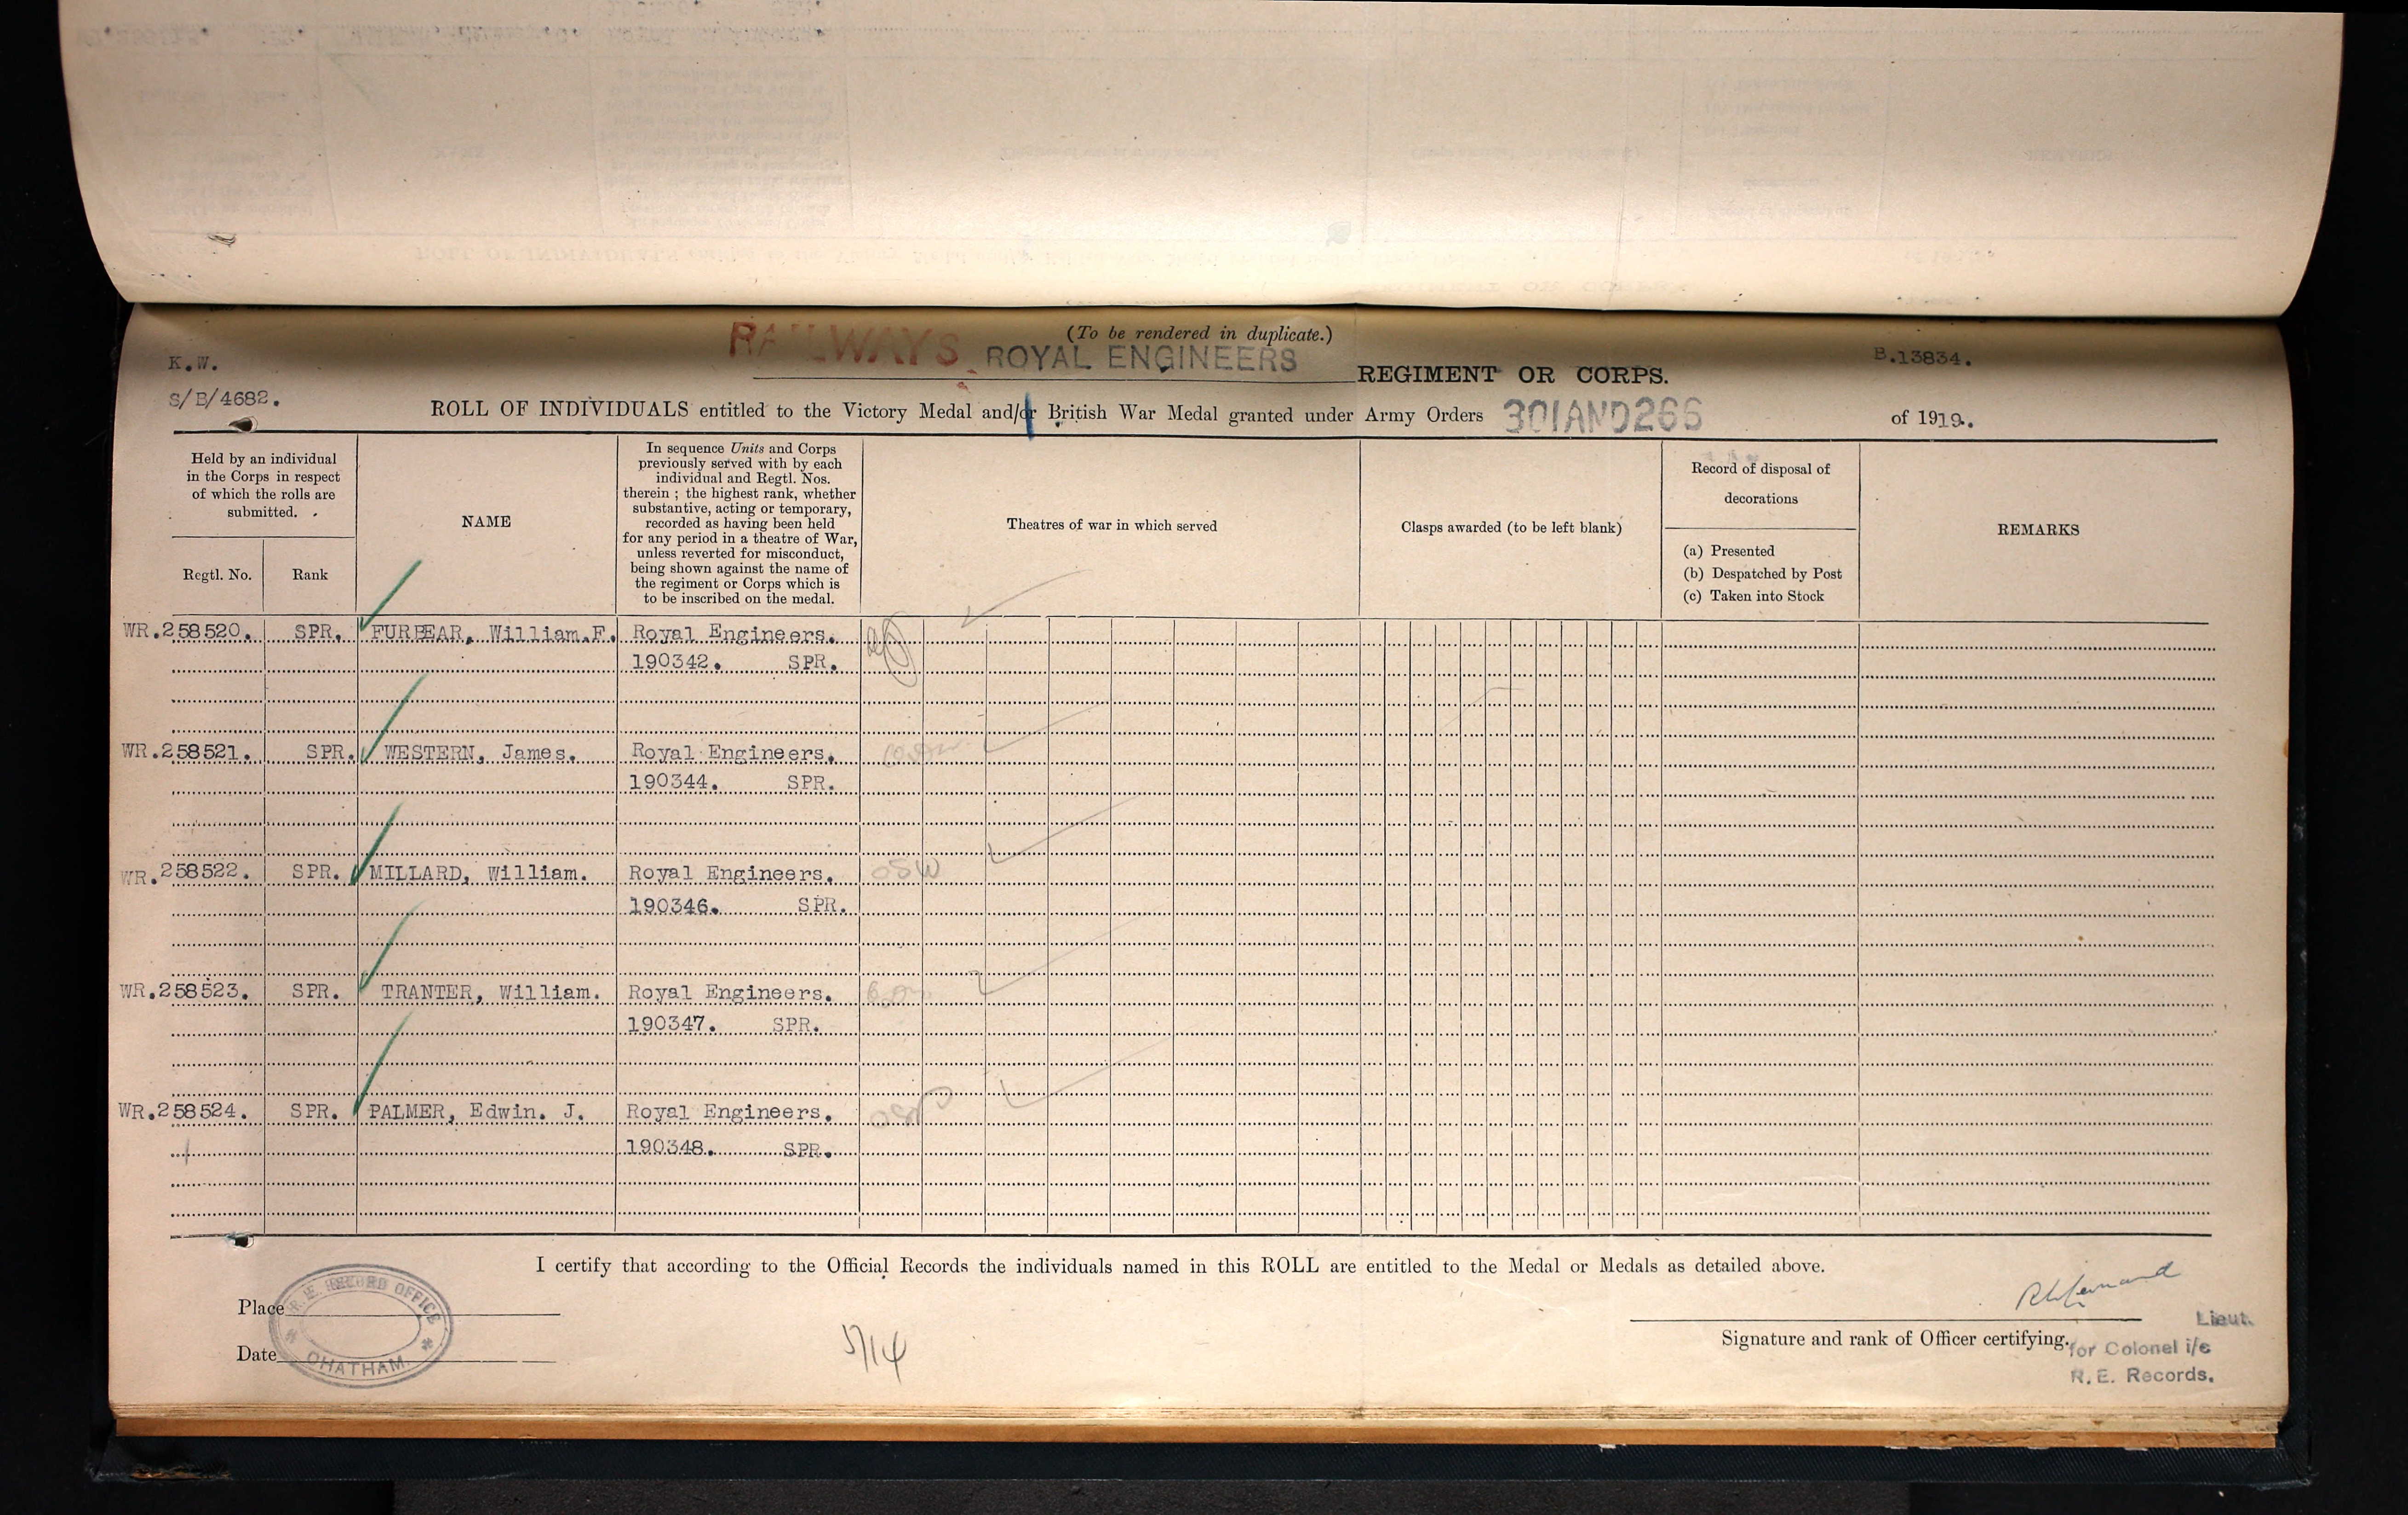 (To be rendered in duplicate.)
K.W.
RAILWAYS ROYAL ENGINEERS REGIMENT OR CORPS.
B.13834.
S/B/4682.
ROLL OF INDIVIDUALS entitled to the Victory Medal and/or British War Medal granted under Army Orders 301AND266 of 1919.
Held by an individual
in the Corps in respect
of which the rolls are
submitted.
Regtl. No.
Rank
NAME
In sequence Units and Corps
previously served with by each
individual and Regtl. Nos.
therein ; the highest rank, whether
substantive, acting or temporary,
recorded as having been held
for any period in a theatre of War,
unless reverted for misconduct,
being shown against the name of
the regiment or Corps which is
to be inscribed on the medal.
Theatres of war in which served
Clasps awarded (to be left blank)
Record of disposal of
decorations
(a) Presented
(b) Despatched by Post
(c) Taken into Stock
REMARKS
WR.258520. SPR. FURBEAR, William.F. Royal Engineers.
190342. SPR.
WR.258521. SPR. WESTERN, James. Royal Engineers.
190344. SPR.
WR.258522. SPR. MILLARD, William. Royal Engineers. OSW
190346. SPR.
WR.258523. SPR. TRANTER, William. Royal Engineers.
190347. SPR.
WR.258524. SPR. PALMER, Edwin. J. Royal Engineers.
190348. SPR.
I certify that according to the Official Records the individuals named in this ROLL are entitled to the Medal or Medals as detailed above.
Place
R.E. RECORD OFFICE
CHATHAM
Date
Lieut.
Signature and rank of Officer certifying.
for Colonel i/c
R.E. Records.